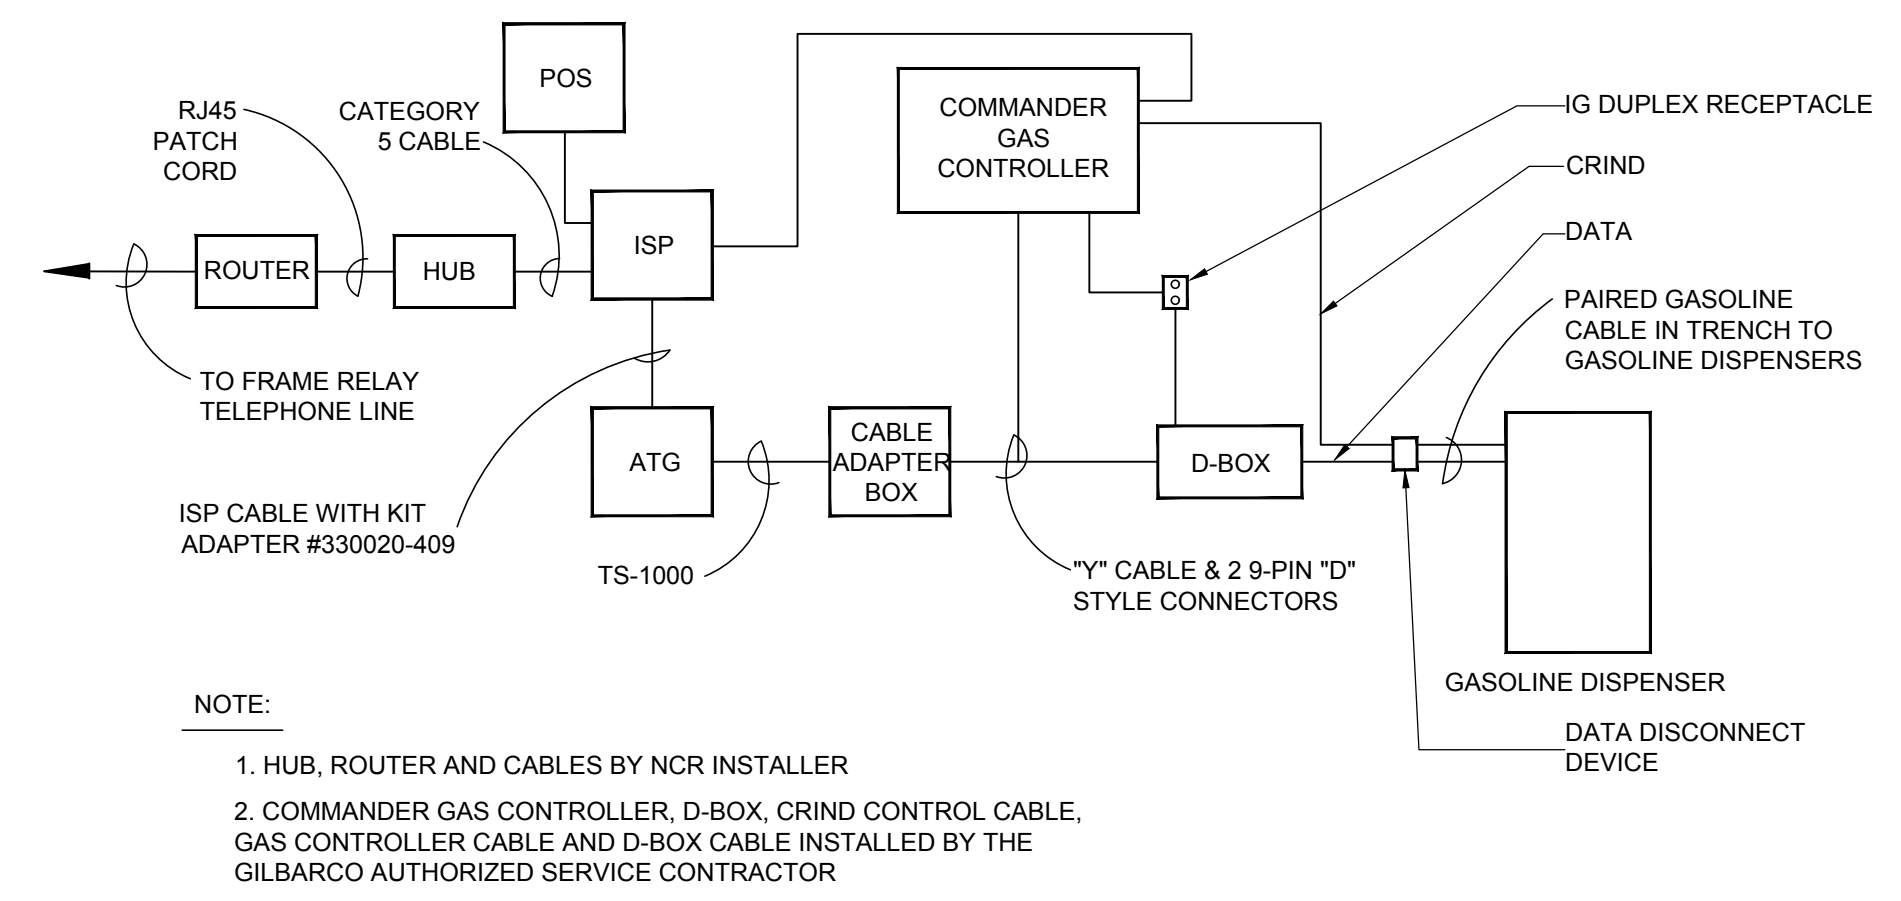 POS
RJ45
PATCH
CORD
CATEGORY
5 CABLE
COMMANDER
GAS
CONTROLLER
IG DUPLEX RECEPTACLE
CRIND
DATA
ISP
ROUTER
HUB
PAIRED GASOLINE
CABLE IN TRENCH TO
GASOLINE DISPENSERS
TO FRAME RELAY
TELEPHONE LINE
ATG
CABLE
ADAPTER
BOX
D-BOX
ISP CABLE WITH KIT
ADAPTER #330020-409
TS-1000
"Y" CABLE & 2 9-PIN "D"
STYLE CONNECTORS
GASOLINE DISPENSER
DATA DISCONNECT
DEVICE
NOTE:
1. HUB, ROUTER AND CABLES BY NCR INSTALLER
2. COMMANDER GAS CONTROLLER, D-BOX, CRIND CONTROL CABLE,
GAS CONTROLLER CABLE AND D-BOX CABLE INSTALLED BY THE
GILBARCO AUTHORIZED SERVICE CONTRACTOR